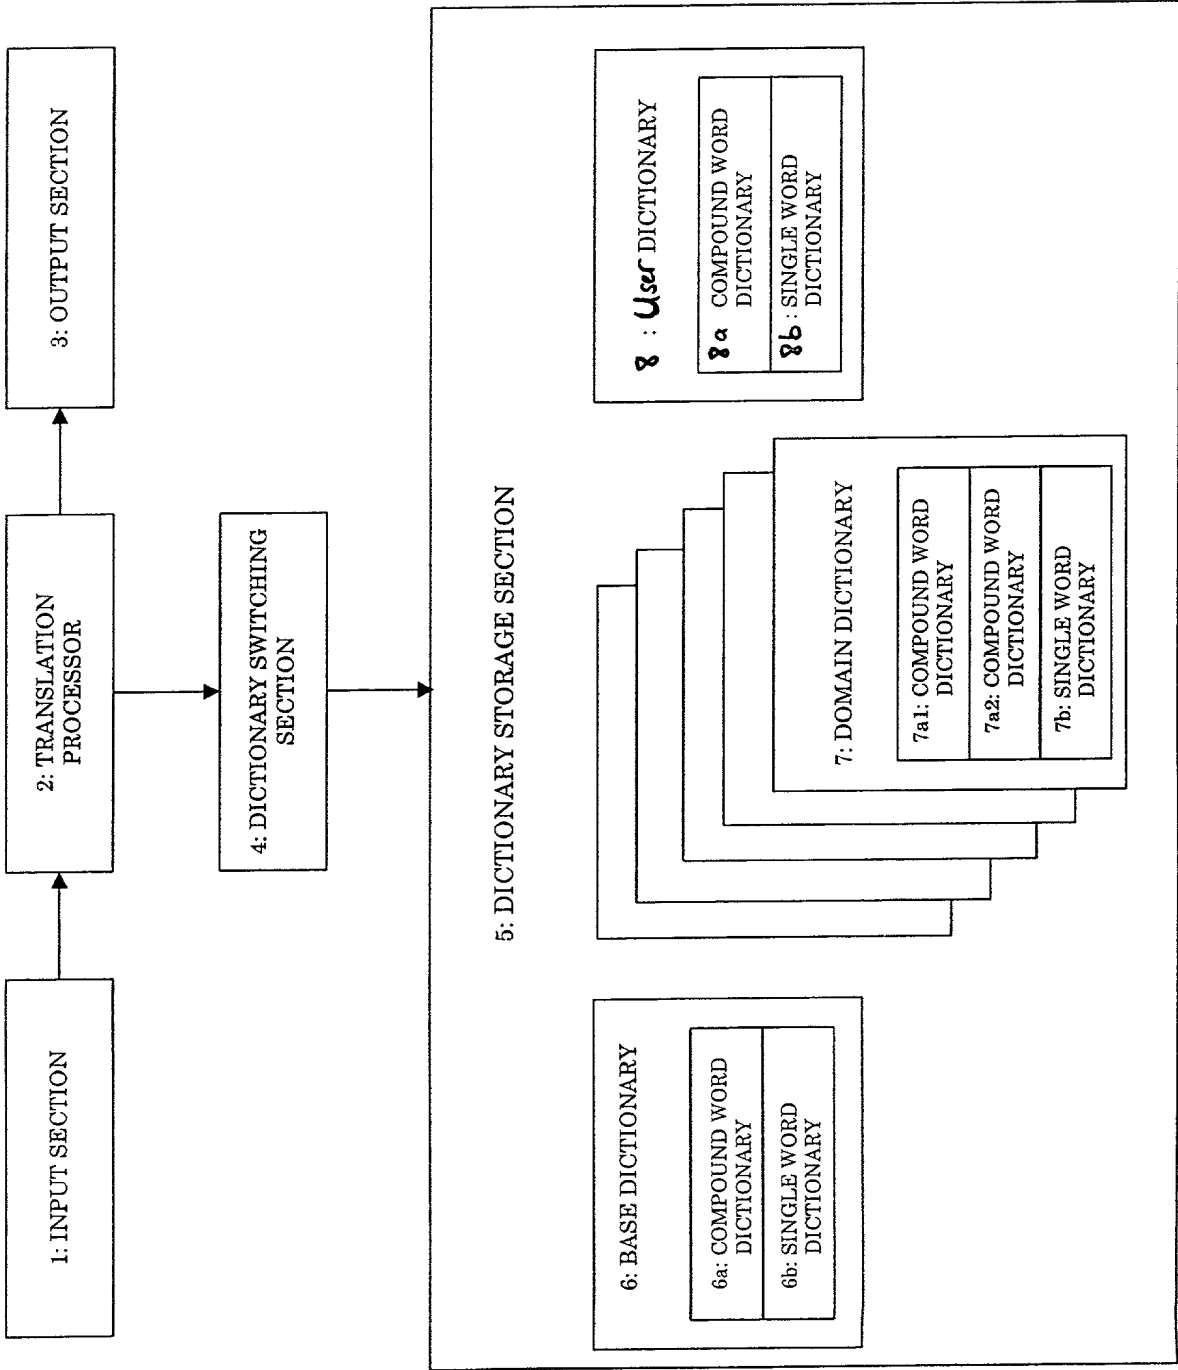 1: INPUT SECTION
2: TRANSLATION
PROCESSOR
3: OUTPUT SECTION
4: DICTIONARY SWITCHING
SECTION
5: DICTIONARY STORAGE SECTION
6: BASE DICTIONARY
6a: COMPOUND WORD
DICTIONARY
6b: SINGLE WORD
DICTIONARY
7: DOMAIN DICTIONARY
7a1: COMPOUND WORD
DICTIONARY
7a2: COMPOUND WORD
DICTIONARY
7b: SINGLE WORD
DICTIONARY
8 : User DICTIONARY
8a COMPOUND WORD
DICTIONARY
8b : SINGLE WORD
DICTIONARY